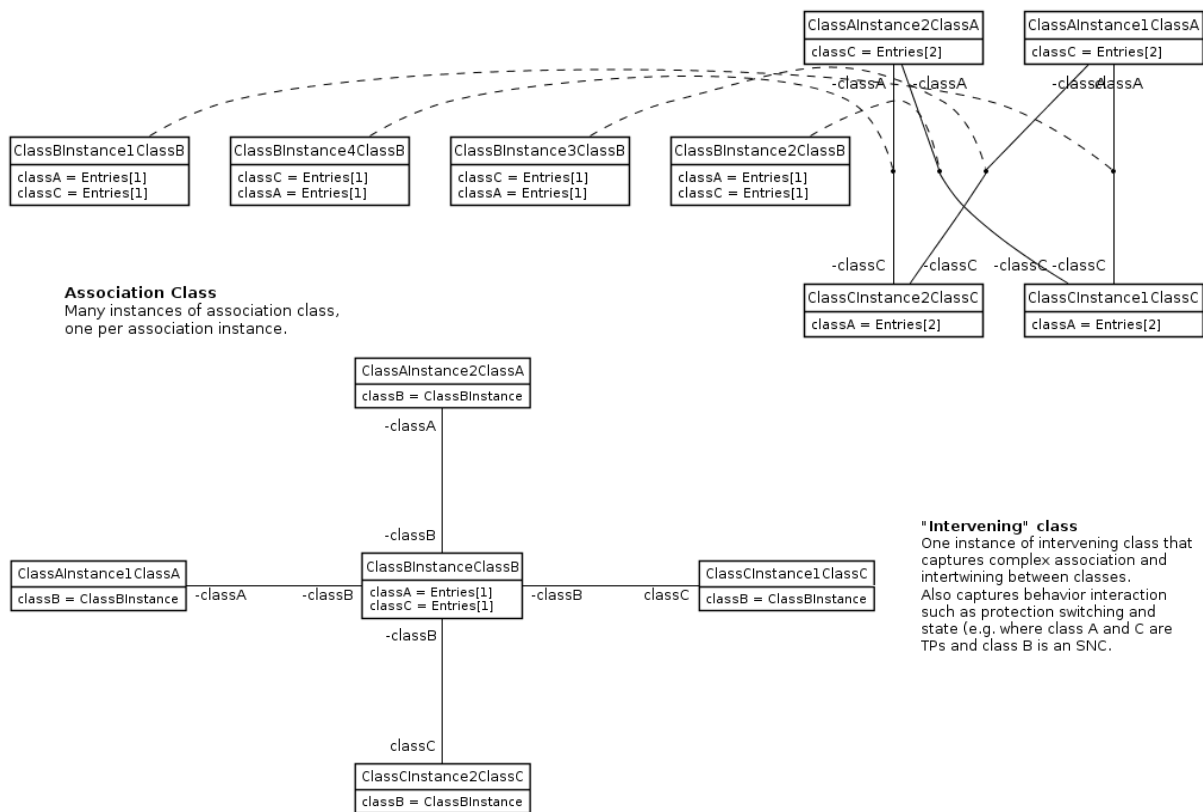 ClassAInstance2ClassA
classC = Entries[2]
ClassAInstance1ClassA
classC = Entries[2]
-classA
-classA
-classA
-classA
ClassBInstance1ClassB
classA = Entries[1]
classC = Entries[1]
ClassBInstance4ClassB
classC = Entries[1]
classA = Entries[1]
ClassBInstance3ClassB
classC = Entries[1]
classA = Entries[1]
ClassBInstance2ClassB
classA = Entries[1]
classC = Entries[1]
-classC
-classC
-classC
-classC
ClassCInstance2ClassC
classA = Entries[2]
ClassCInstance1ClassC
classA = Entries[2]
Association Class
Many instances of association class,
one per association instance.
ClassAInstance2ClassA
classB = ClassBInstance
-classA
-classB
ClassAInstance1ClassA
classB = ClassBInstance
-classA
-classB
ClassBInstanceClassB
classA = Entries[1]
classC = Entries[1]
-classB
classC
ClassCInstance1ClassC
classB = ClassBInstance
-classB
classC
ClassCInstance2ClassC
classB = ClassBInstance
"Intervening" class
One instance of intervening class that
captures complex association and
intertwining between classes.
Also captures behavior interaction
such as protection switching and
state (e.g. where class A and C are
TPs and class B is an SNC.